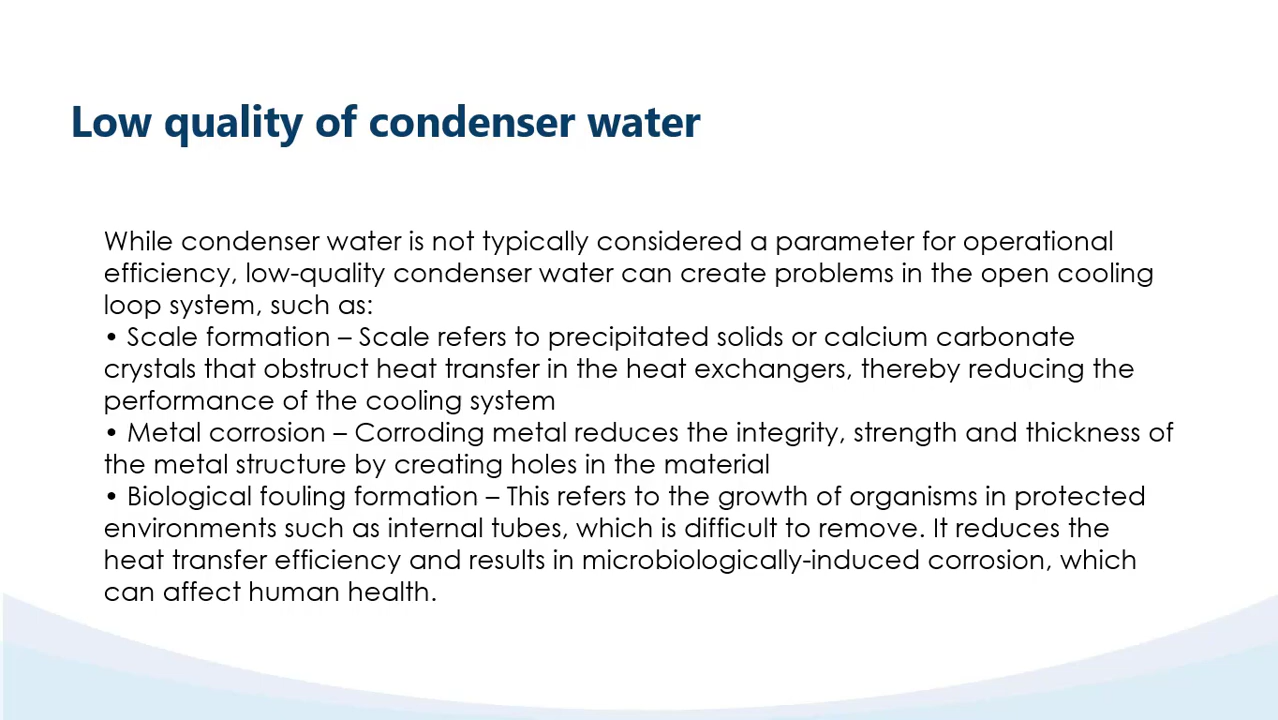 Low quality of condenser water
While condenser water is not typically considered a parameter for operational
efficiency, low-quality condenser water can create problems in the open cooling
loop system, such as:
• Scale formation – Scale refers to precipitated solids or calcium carbonate
crystals that obstruct heat transfer in the heat exchangers, thereby reducing the
performance of the cooling system
• Metal corrosion – Corroding metal reduces the integrity, strength and thickness of
the metal structure by creating holes in the material
• Biological fouling formation – This refers to the growth of organisms in protected
environments such as internal tubes, which is difficult to remove. It reduces the
heat transfer efficiency and results in microbiologically-induced corrosion, which
can affect human health.